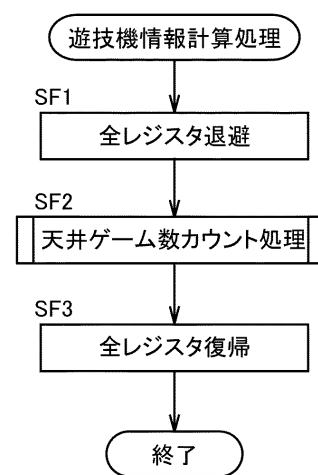 遊技機情報計算処理
SF1
全レジスタ退避
SF2
天井ゲーム数カウント処理
SF3
全レジスタ復帰
終了